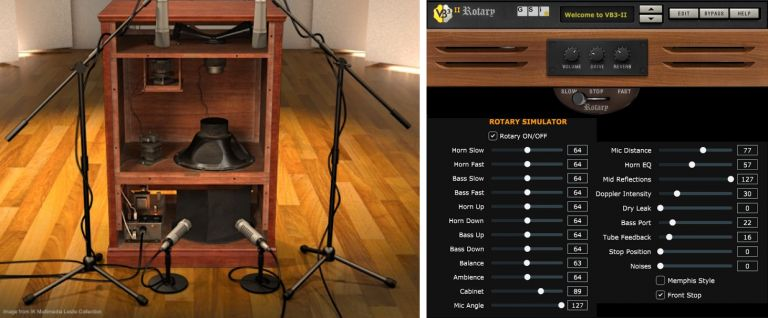 Image from IK Multimedia Leslie Collection
VB3 II Rotary
G S i
Welcome to VB3-II
EDIT
BYPASS
HELP
VOLUME
DRIVE
REVERB
SLOW
STOP
FAST
Rotary
ROTARY SIMULATOR
Rotary ON/OFF
Horn Slow 64
Horn Fast 64
Bass Slow 64
Bass Fast 64
Horn Up 64
Horn Down 64
Bass Up 64
Bass Down 64
Balance 63
Ambience 64
Cabinet 89
Mic Angle 127
Mic Distance 77
Horn EQ 57
Mid Reflections 127
Doppler Intensity 30
Dry Leak 0
Bass Port 22
Tube Feedback 16
Stop Position 0
Noises 0
Memphis Style
Front Stop